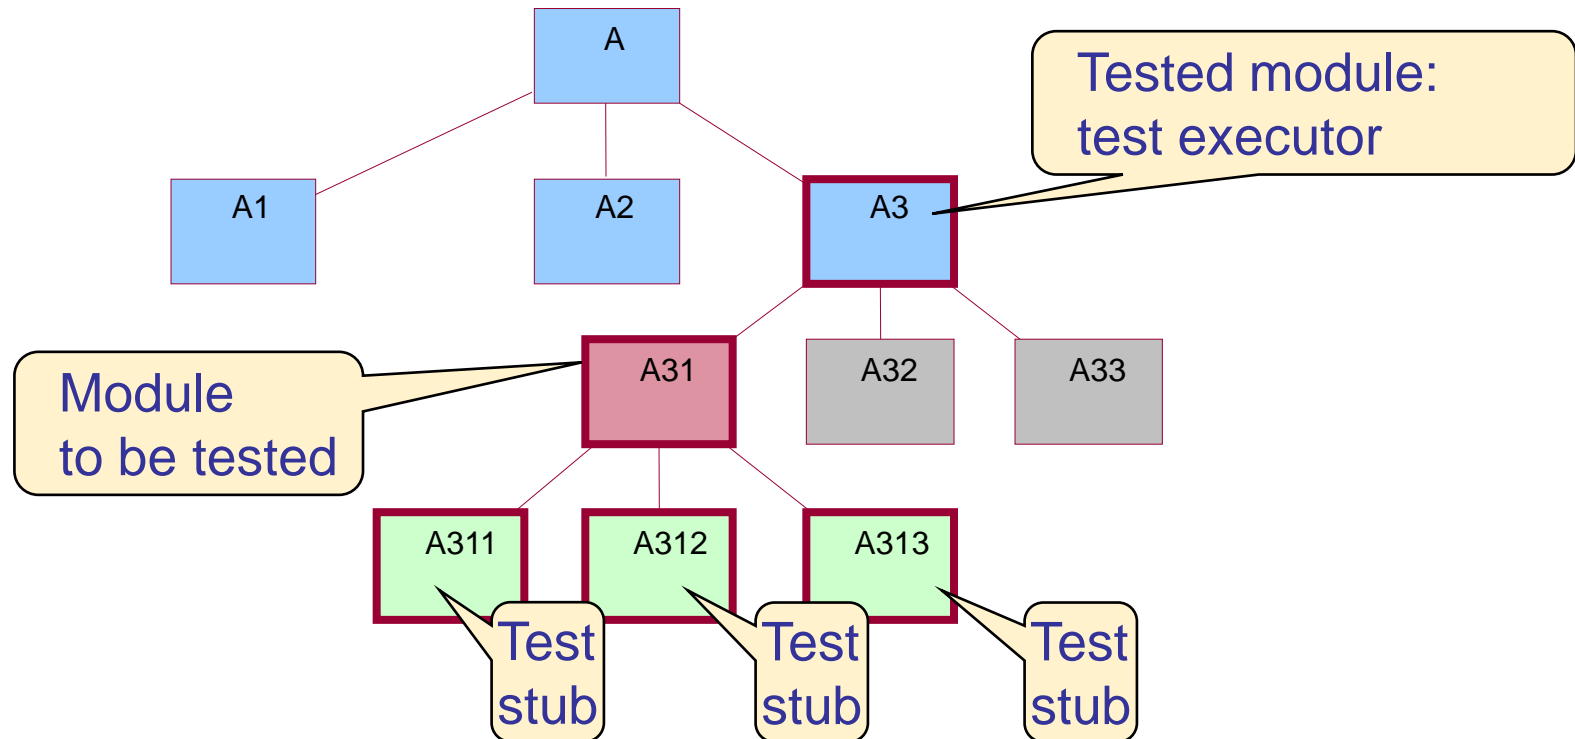 A
Tested module:
test executor
A1
A2
A3
Module
to be tested
A31
A32
A33
A311
A312
A313
Test
stub
Test
stub
Test
stub